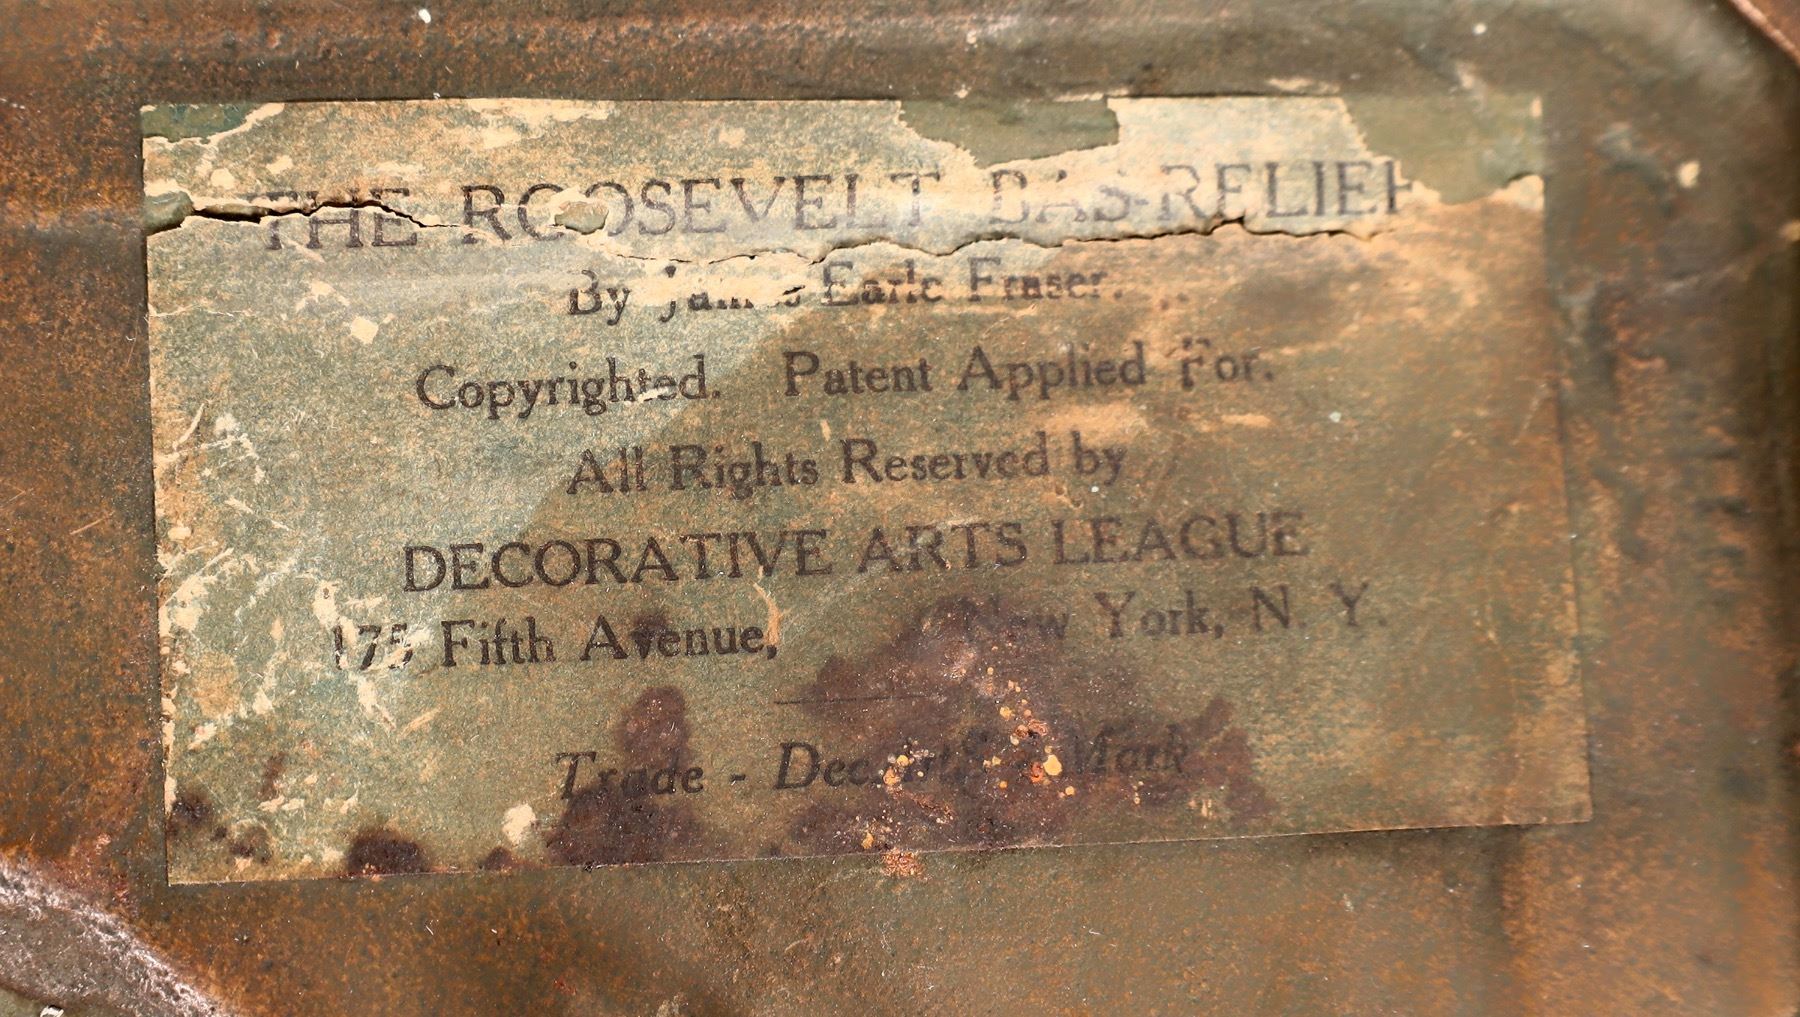 THE ROOSEVELT BAS-RELIEF
By James Earle Fraser.
Copyrighted. Patent Applied For.
All Rights Reserved by
DECORATIVE ARTS LEAGUE
175 Fifth Avenue, New York, N. Y.
Trade - Mark